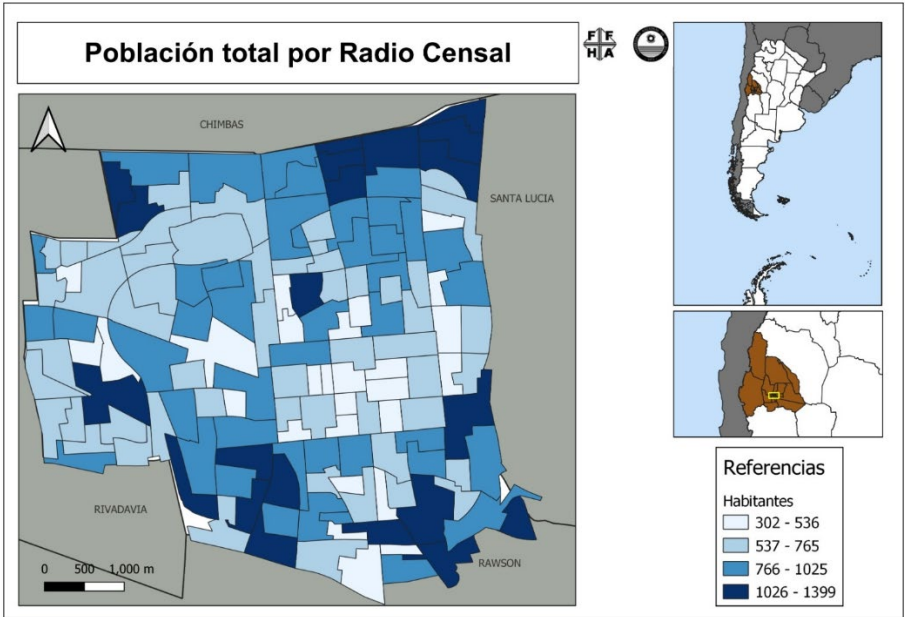 Población total por Radio Censal
F F
H A
CHIMBAS
SANTA LUCIA
RIVADAVIA
RAWSON
0 500 1,000 m
Referencias
Habitantes
302 - 536
537 - 765
766 - 1025
1026 - 1399